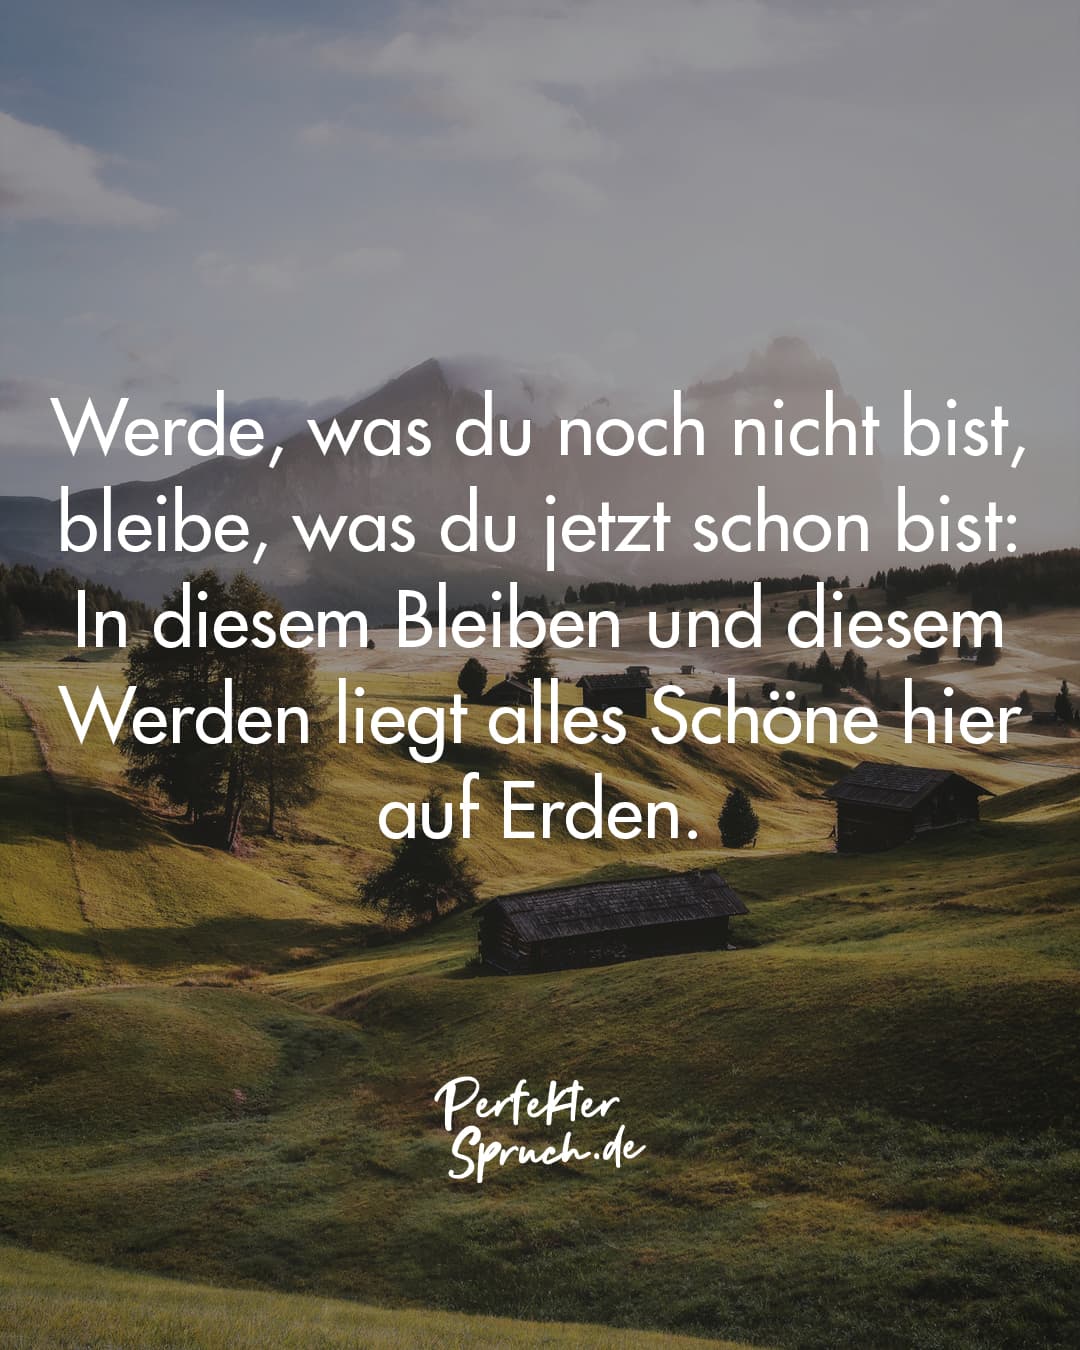 Werde, was du noch nicht bist,
bleibe, was du jetzt schon bist:
In diesem Bleiben und diesem
Werden liegt alles Schöne hier
auf Erden.
Perfekter
Spruch.de